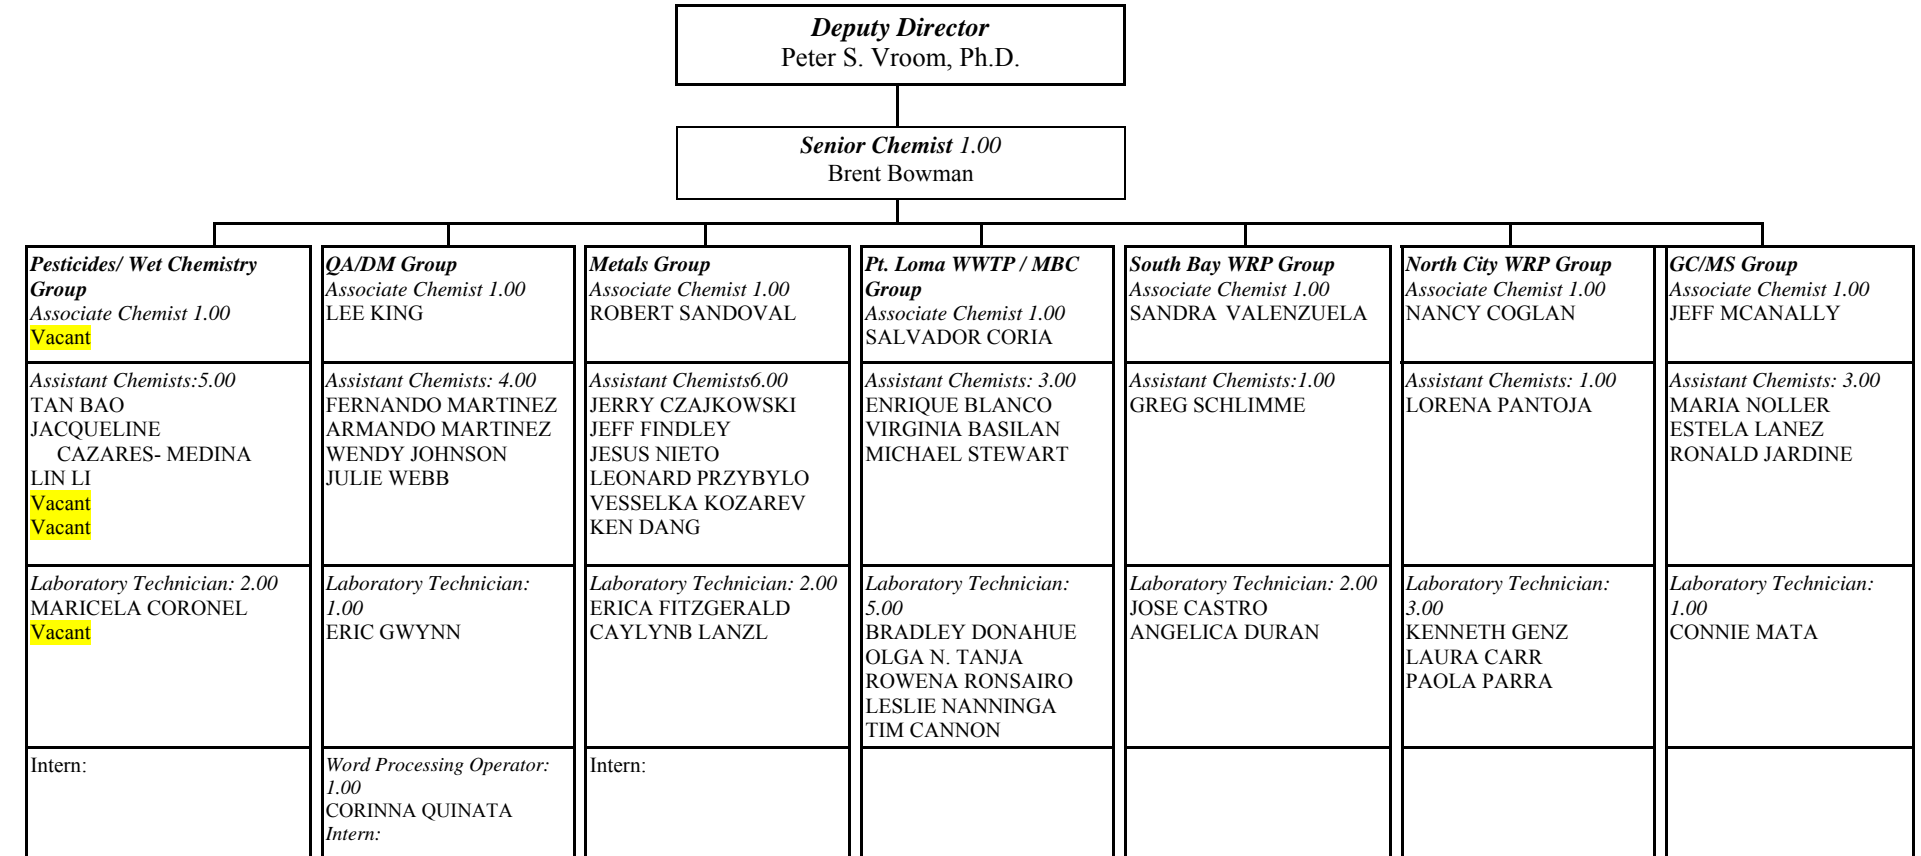 Deputy Director
Peter S. Vroom, Ph.D.
Senior Chemist 1.00
Brent Bowman
Pesticides/ Wet Chemistry
Group
Associate Chemist 1.00
Vacant
Assistant Chemists:5.00
TAN BAO
JACQUELINE
CAZARES- MEDINA
LIN LI
Vacant
Vacant
Laboratory Technician: 2.00
MARICELA CORONEL
Vacant
Intern:
QA/DM Group
Associate Chemist 1.00
LEE KING
Assistant Chemists: 4.00
FERNANDO MARTINEZ
ARMANDO MARTINEZ
WENDY JOHNSON
JULIE WEBB
Laboratory Technician:
1.00
ERIC GWYNN
Word Processing Operator:
1.00
CORINNA QUINATA
Intern:
Metals Group
Associate Chemist 1.00
ROBERT SANDOVAL
Assistant Chemists6.00
JERRY CZAJKOWSKI
JEFF FINDLEY
JESUS NIETO
LEONARD PRZYBYLO
VESSELKA KOZAREV
KEN DANG
Laboratory Technician: 2.00
ERICA FITZGERALD
CAYLYNB LANZL
Intern:
Pt. Loma WWTP / MBC
Group
Associate Chemist 1.00
SALVADOR CORIA
Assistant Chemists: 3.00
ENRIQUE BLANCO
VIRGINIA BASILAN
MICHAEL STEWART
Laboratory Technician:
5.00
BRADLEY DONAHUE
OLGA N. TANJA
ROWENA RONSAIRO
LESLIE NANNINGA
TIM CANNON
South Bay WRP Group
Associate Chemist 1.00
SANDRA VALENZUELA
Assistant Chemists:1.00
GREG SCHLIMME
Laboratory Technician: 2.00
JOSE CASTRO
ANGELICA DURAN
North City WRP Group
Associate Chemist 1.00
NANCY COGLAN
Assistant Chemists: 1.00
LORENA PANTOJA
Laboratory Technician:
3.00
KENNETH GENZ
LAURA CARR
PAOLA PARRA
GC/MS Group
Associate Chemist 1.00
JEFF MCANALLY
Assistant Chemists: 3.00
MARIA NOLLER
ESTELA LANEZ
RONALD JARDINE
Laboratory Technician:
1.00
CONNIE MATA